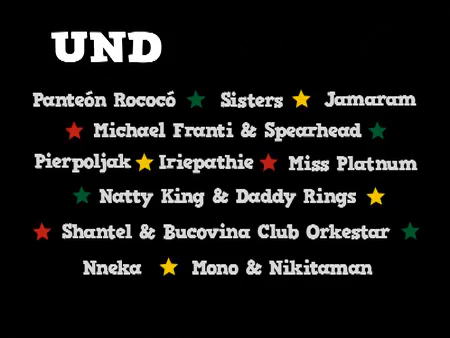 UND
Panteón Rococó ★ Sisters ★ Jamaram
★ Michael Franti & Spearhead ★
Pierpoljak ★ Iriepathie ★ Miss Platnum
★ Natty King & Daddy Rings ★
★ Shantel & Bucovina Club Orkestar ★
Nneka ★ Mono & Nikitaman